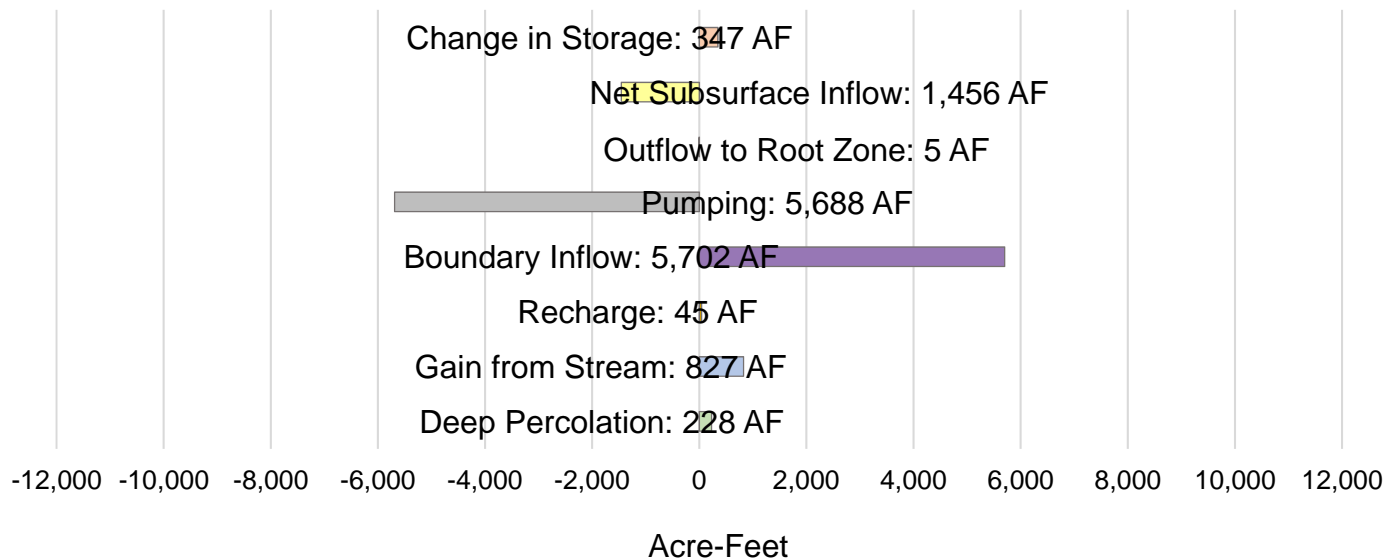 Change in Storage: 347 AF
Net Subsurface Inflow: 1,456 AF
Outflow to Root Zone: 5 AF
Pumping: 5,688 AF
Boundary Inflow: 5,702 AF
Recharge: 45 AF
Gain from Stream: 827 AF
Deep Percolation: 228 AF
-12,000 -10,000 -8,000 -6,000 -4,000 -2,000 0 2,000 4,000 6,000 8,000 10,000 12,000
Acre-Feet